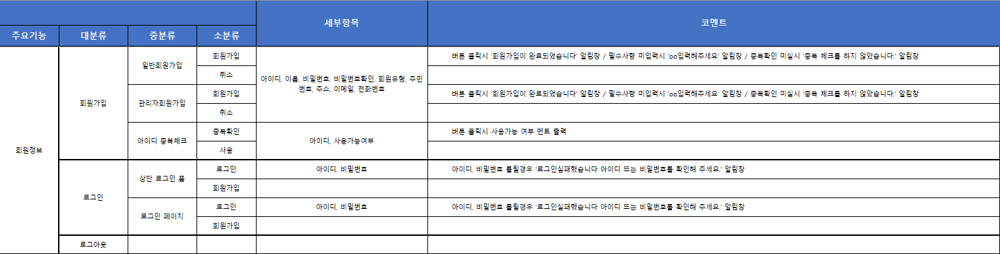 세부항목
코멘트
주요기능 대분류 중분류 소분류
회원정보
회원가입
일반회원가입
회원가입
아이디, 이름, 비밀번호, 비밀번호확인, 회원유형, 주민
번호, 주소, 이메일, 전화번호
버튼 클릭시 '회원가입이 완료되었습니다' 알림창 / 필수사항 미입력시 'oo입력해주세요' 알림창 / 중복확인 미실시 '중복 체크를 하지 않았습니다.' 알림창
취소
관리자회원가입
회원가입
버튼 클릭시 '회원가입이 완료되었습니다' 알림창 / 필수사항 미입력시 'oo입력해주세요' 알림창 / 중복확인 미실시 '중복 체크를 하지 않았습니다.' 알림창
취소
아이디 중복체크
중복확인
아이디, 사용가능여부
버튼 클릭시 사용가능 여부 멘트 출력
사용
로그인
상단 로그인 폼
로그인
아이디, 비밀번호
아이디, 비밀번호 틀릴경우 '로그인실패했습니다 아이디 또는 비밀번호를 확인해 주세요.' 알림창
회원가입
로그인 페이지
로그인
아이디, 비밀번호
아이디, 비밀번호 틀릴경우 '로그인실패했습니다 아이디 또는 비밀번호를 확인해 주세요.' 알림창
회원가입
로그아웃